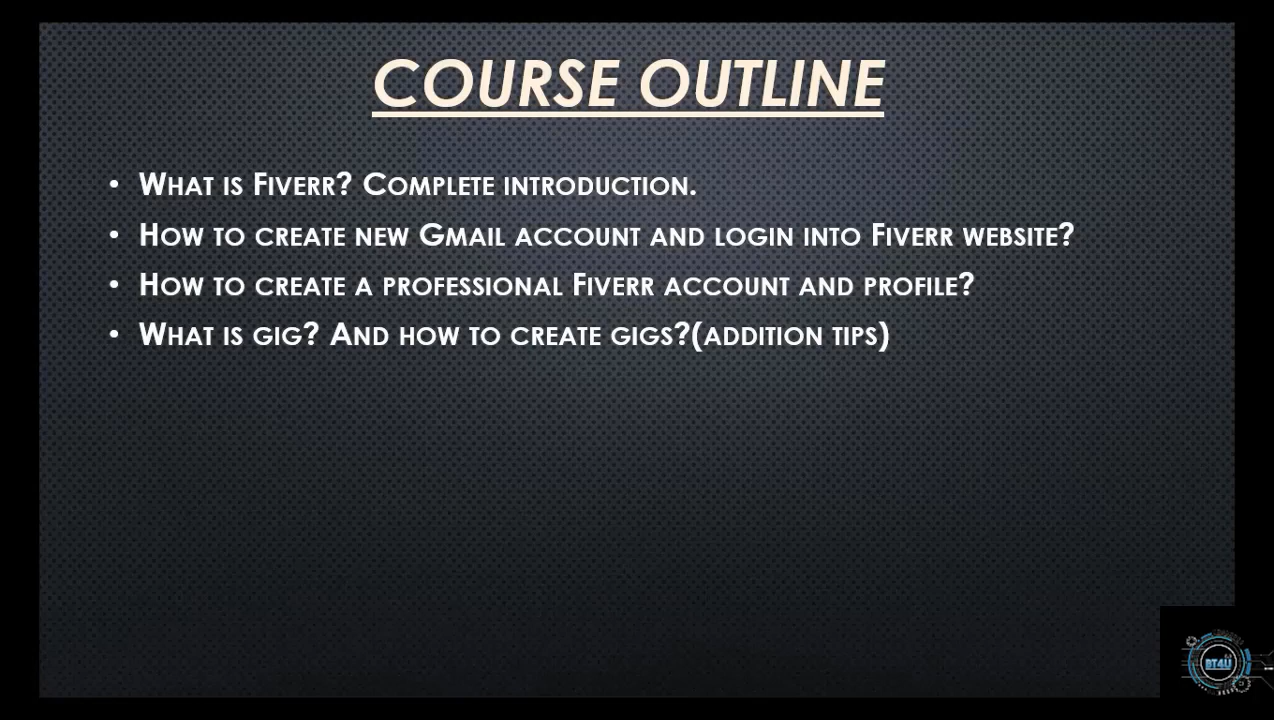 COURSE OUTLINE
• WHAT IS FIVERR? COMPLETE INTRODUCTION.
• HOW TO CREATE NEW GMAIL ACCOUNT AND LOGIN INTO FIVERR WEBSITE?
• HOW TO CREATE A PROFESSIONAL FIVERR ACCOUNT AND PROFILE?
• WHAT IS GIG? AND HOW TO CREATE GIGS?(ADDITION TIPS)
BT4U